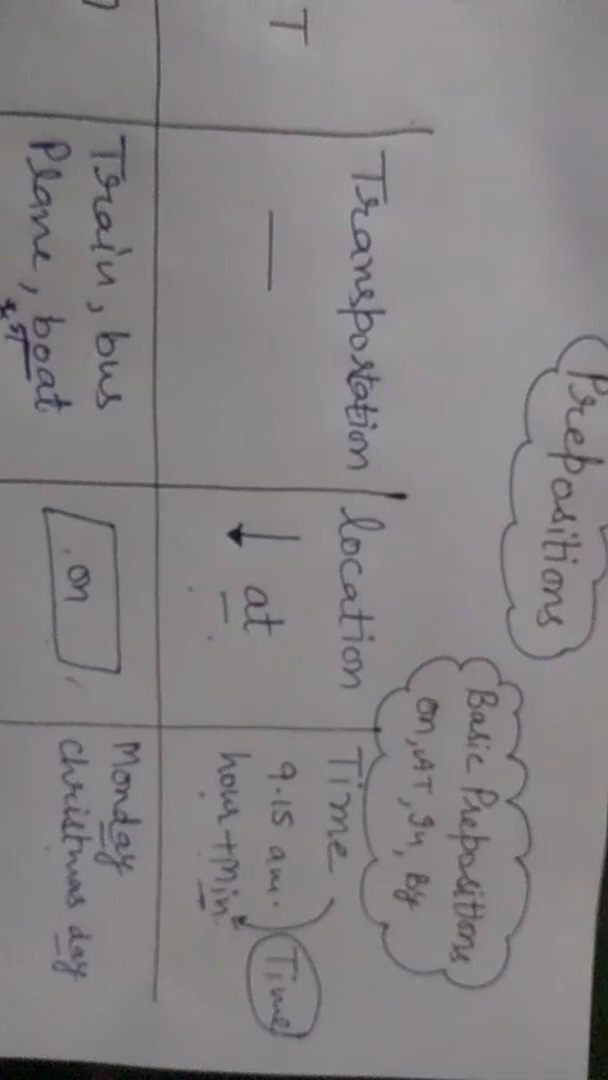 Prepositions
Basic Prepositions
on, AT, In, By
Transportation
location
Time
T
—
at
9.15 am.
hour + Min
Time
Train, bus
Plane, boat
on
Monday
Christmas day